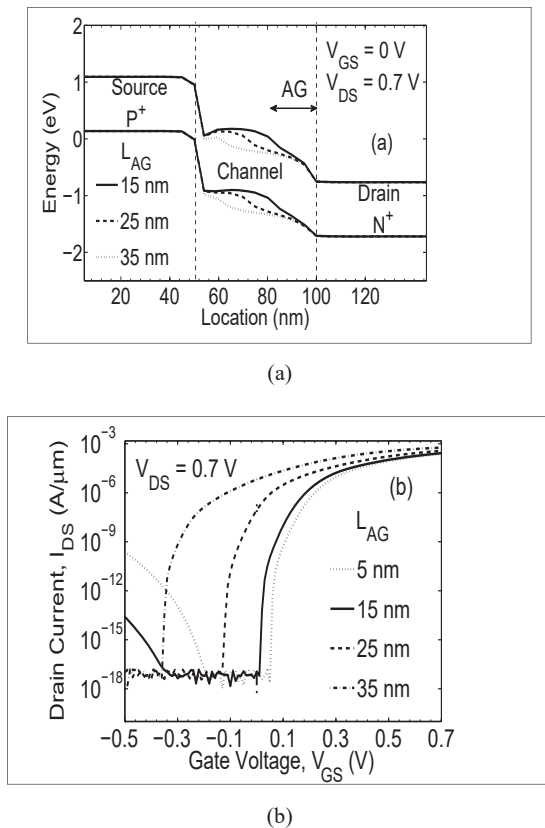 2
1
0
−1
−2
Energy (eV)
V_GS = 0 V
V_DS = 0.7 V
AG
Source
P⁺
(a)
L_AG
Channel
15 nm
25 nm
35 nm
Drain
N⁺
20 40 60 80 100 120 140
Location (nm)
(a)
10⁻³
10⁻⁶
10⁻⁹
10⁻¹²
10⁻¹⁵
10⁻¹⁸
Drain Current, I_DS (A/μm)
V_DS = 0.7 V
(b)
L_AG
5 nm
15 nm
25 nm
35 nm
−0.5 −0.3 −0.1 0.1 0.3 0.5 0.7
Gate Voltage, V_GS (V)
(b)